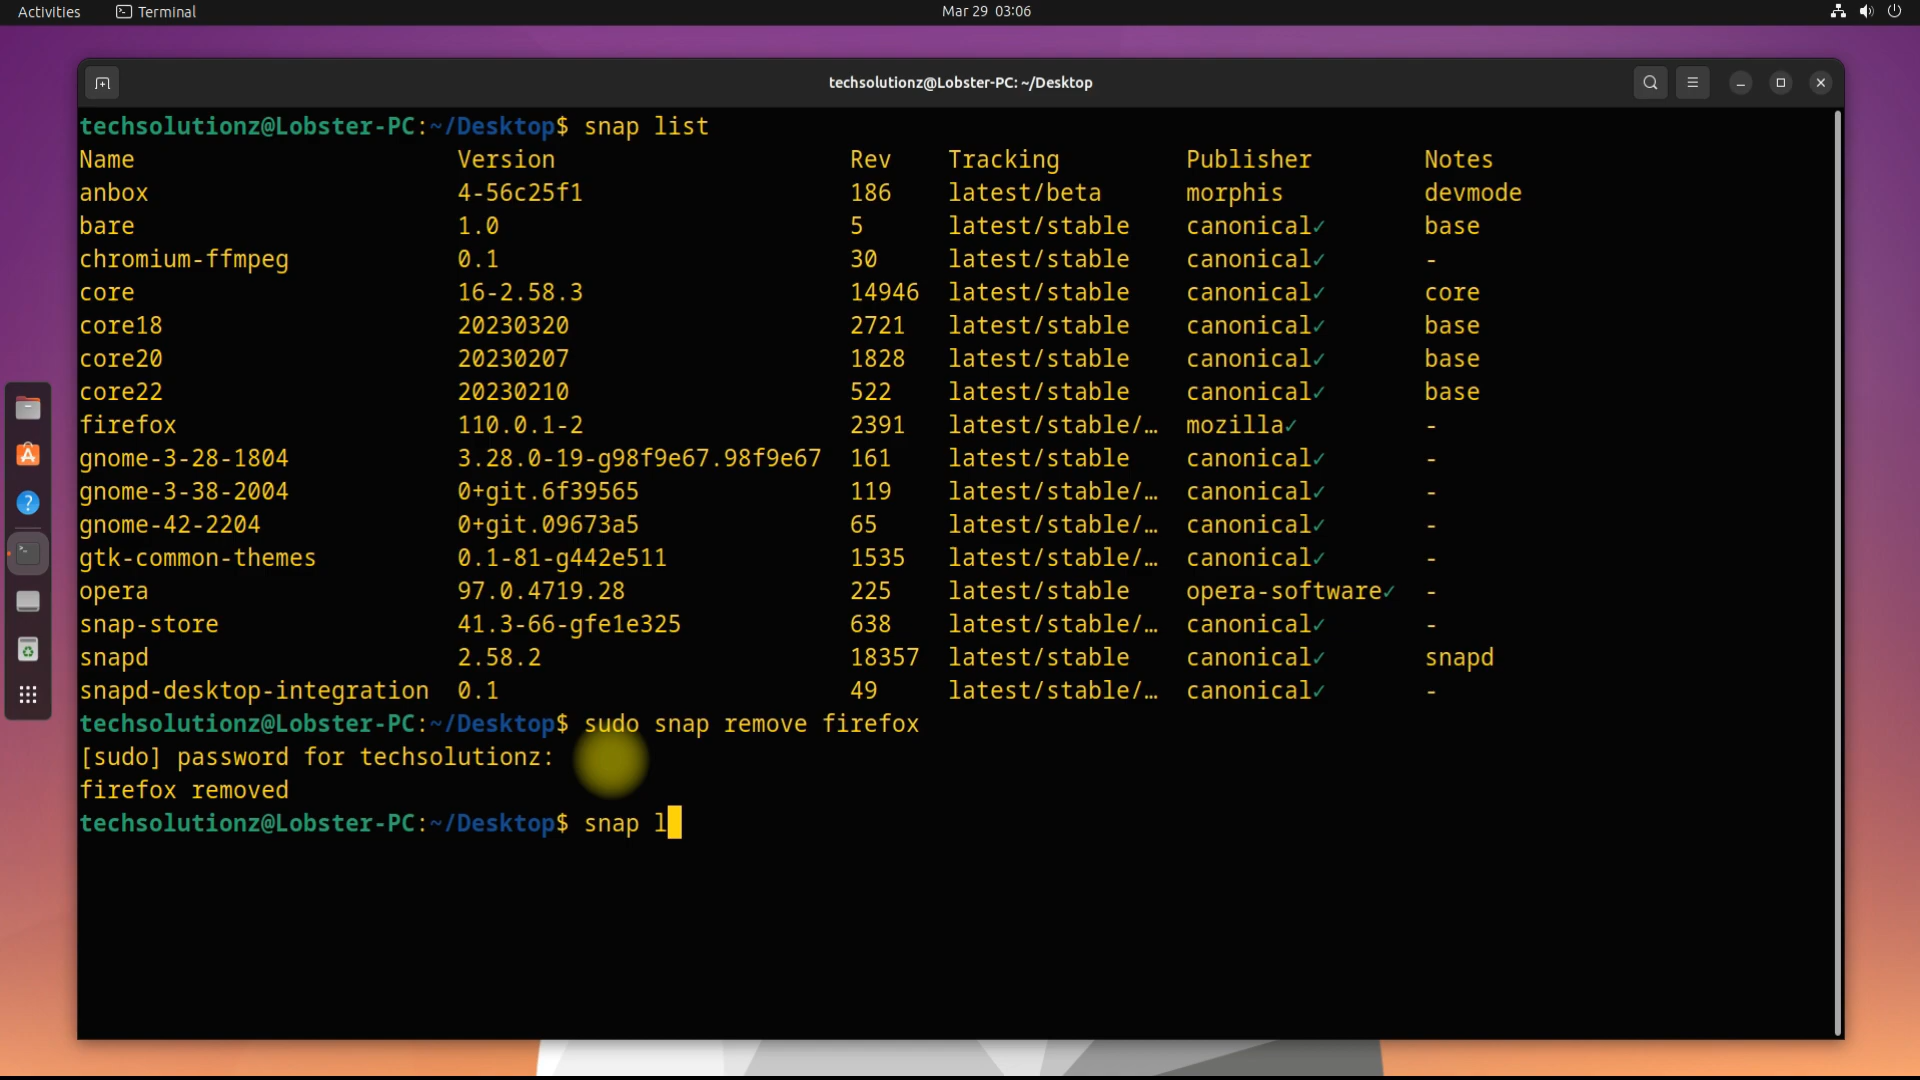 Activities Terminal Mar 29 03:06
techsolutionz@Lobster-PC: ~/Desktop
techsolutionz@Lobster-PC:~/Desktop$ snap list
Name Version Rev Tracking Publisher Notes
anbox 4-56c25f1 186 latest/beta morphis devmode
bare 1.0 5 latest/stable canonical✓ base
chromium-ffmpeg 0.1 30 latest/stable canonical✓ -
core 16-2.58.3 14946 latest/stable canonical✓ core
core18 20230320 2721 latest/stable canonical✓ base
core20 20230207 1828 latest/stable canonical✓ base
core22 20230210 522 latest/stable canonical✓ base
firefox 110.0.1-2 2391 latest/stable/… mozilla✓ -
gnome-3-28-1804 3.28.0-19-g98f9e67.98f9e67 161 latest/stable canonical✓ -
gnome-3-38-2004 0+git.6f39565 119 latest/stable/… canonical✓ -
gnome-42-2204 0+git.09673a5 65 latest/stable/… canonical✓ -
gtk-common-themes 0.1-81-g442e511 1535 latest/stable/… canonical✓ -
opera 97.0.4719.28 225 latest/stable opera-software✓ -
snap-store 41.3-66-gfe1e325 638 latest/stable/… canonical✓ -
snapd 2.58.2 18357 latest/stable canonical✓ snapd
snapd-desktop-integration 0.1 49 latest/stable/… canonical✓ -
techsolutionz@Lobster-PC:~/Desktop$ sudo snap remove firefox
[sudo] password for techsolutionz:
firefox removed
techsolutionz@Lobster-PC:~/Desktop$ snap l